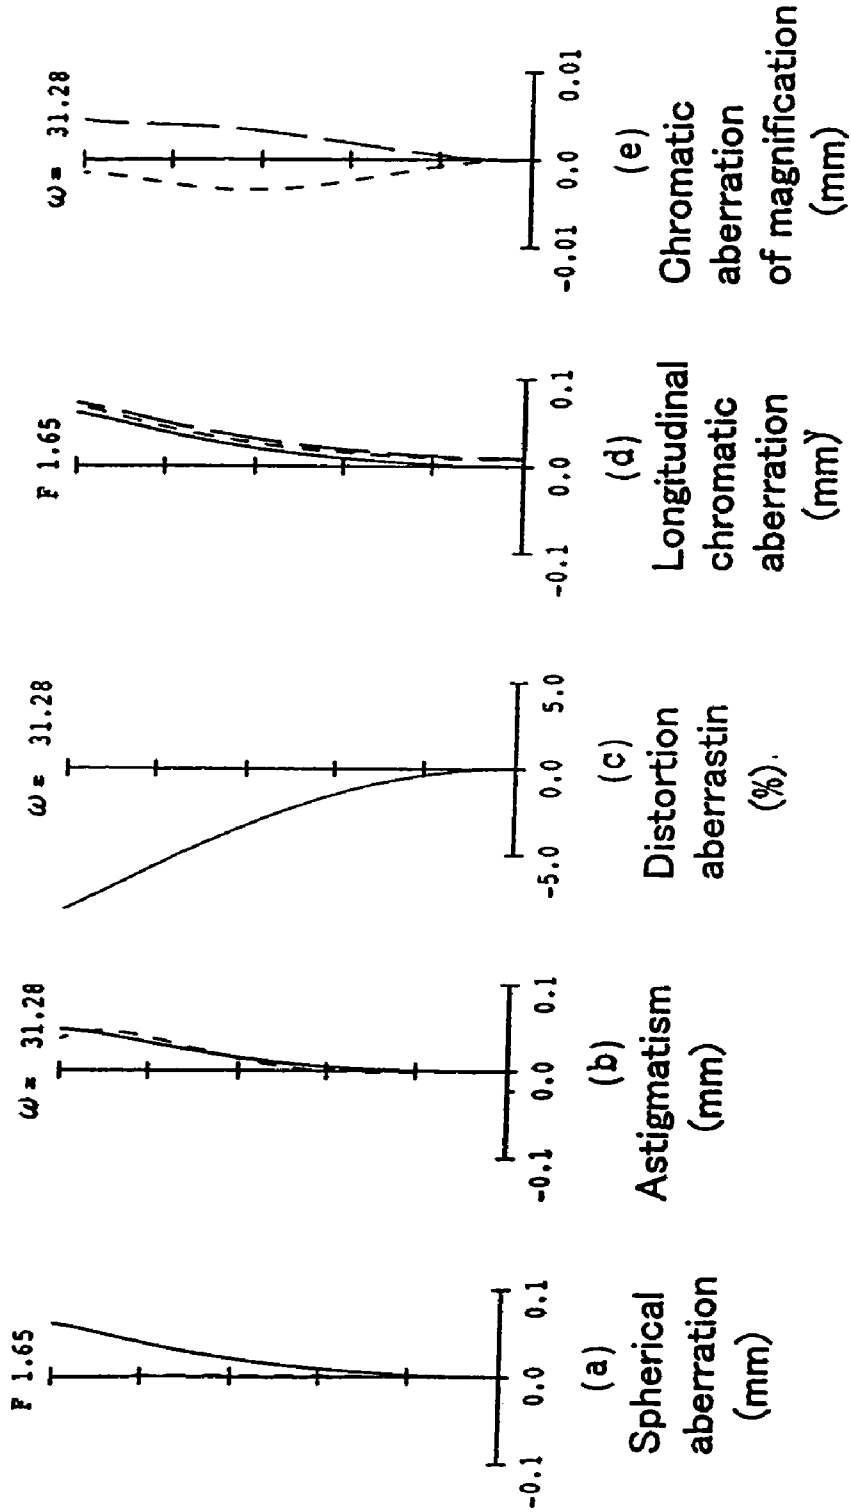 F 1.65
-0.1 0.0 0.1
(a)
Spherical
aberration
(mm)
ω= 31.28
-0.1 0.0 0.1
(b)
Astigmatism
(mm)
ω= 31.28
-5.0 0.0 5.0
(c)
Distortion
aberrastin
(%)
F 1.65
-0.1 0.0 0.1
(d)
Longitudinal
chromatic
aberration
(mm)
ω= 31.28
-0.01 0.0 0.01
(e)
Chromatic
aberration
of magnification
(mm)